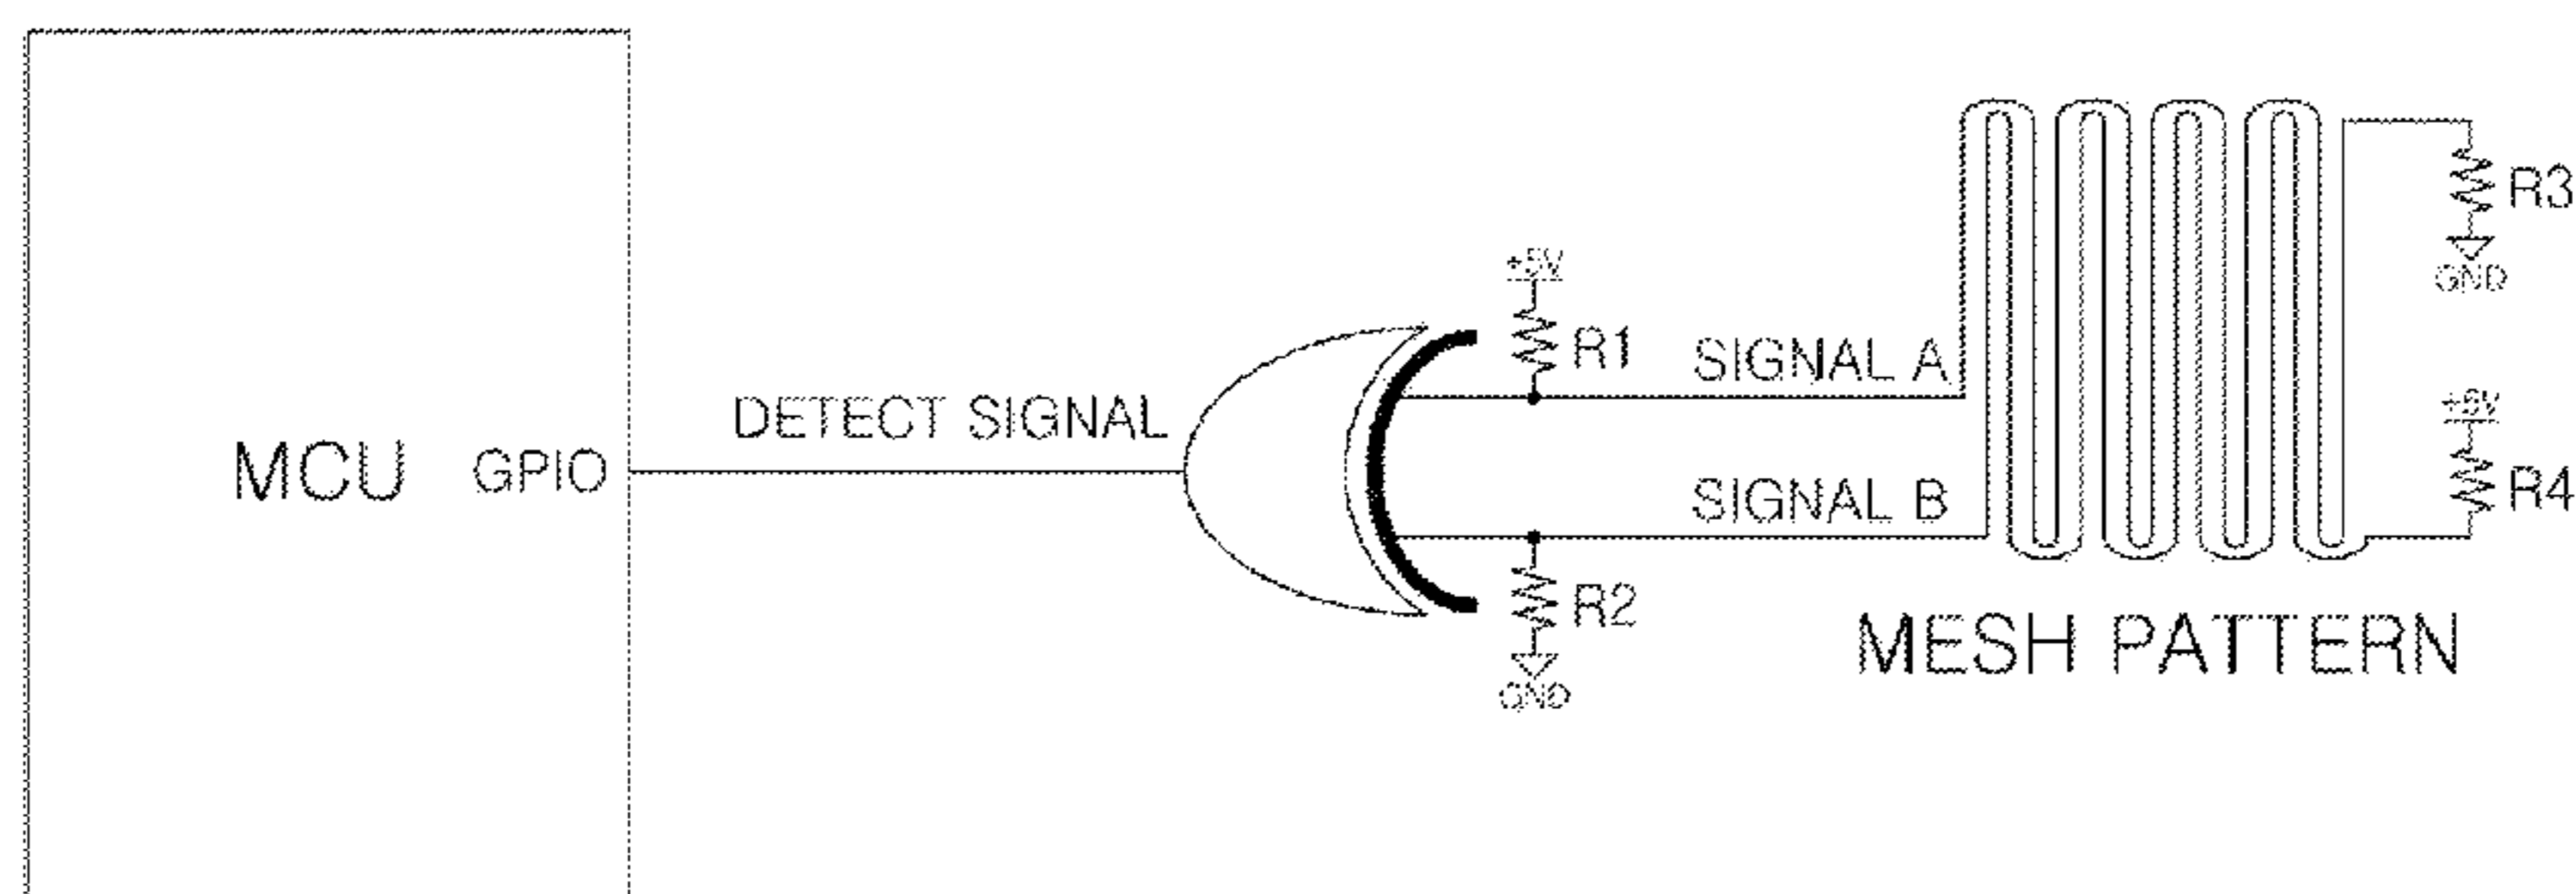 R3
GND
+5V
R1
SIGNAL A
DETECT SIGNAL
+5V
MCU GPIO
SIGNAL B
R4
R2
GND
MESH PATTERN